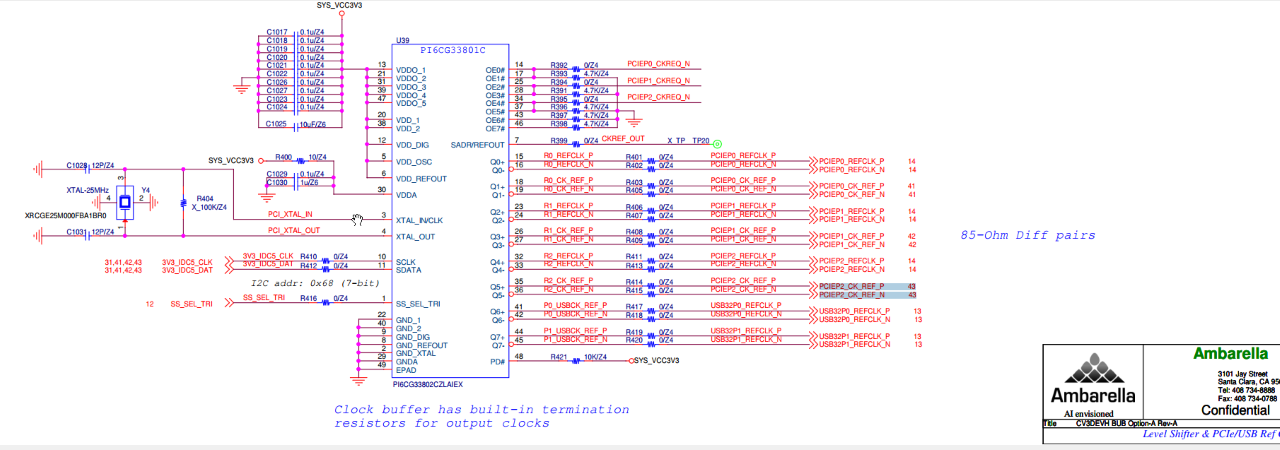 SYS_VCC3V3
C1017 0.1u/Z4
C1018 0.1u/Z4
C1019 0.1u/Z4
C1020 0.1u/Z4
C1021 0.1u/Z4
C1022 0.1u/Z4
C1026 0.1u/Z4
C1027 0.1u/Z4
C1023 0.1u/Z4
C1024 0.1u/Z4
C1025 10uF/Z6
SYS_VCC3V3 R400 10/Z4
C1029 0.1u/Z4
C1030 1u/Z6
C1028 12P/Z4
XTAL-25MHz Y4
3
4 2
1
XRCGE25M000FBA1BR0
R404
X_100K/Z4
C1031 12P/Z4
PCI_XTAL_IN
PCI_XTAL_OUT
31,41,42,43 3V3_IDC5_CLK 3V3_IDC5_CLK R410 0/Z4
31,41,42,43 3V3_IDC5_DAT 3V3_IDC5_DAT R412 0/Z4
I2C addr: 0x68 (7-bit)
12 SS_SEL_TRI SS_SEL_TRI R416 0/Z4
U39
PI6CG33801C
13 VDDO_1
21 VDDO_2
31 VDDO_3
39 VDDO_4
47 VDDO_5
20 VDD_1
38 VDD_2
12 VDD_DIG
5 VDD_OSC
6 VDD_REFOUT
30 VDDA
3 XTAL_IN/CLK
4 XTAL_OUT
10 SCLK
11 SDATA
1 SS_SEL_TRI
22 GND_1
40 GND_2
9 GND_DIG
8 GND_REFOUT
2 GND_XTAL
29 GNDA
49 EPAD
PI6CG33802CZLAIEX
OE0# 14 R392 0/Z4 PCIEP0_CKREQ_N
OE1# 17 R393 4.7K/Z4
OE2# 25 R394 0/Z4 PCIEP1_CKREQ_N
OE3# 28 R391 4.7K/Z4
OE4# 34 R395 0/Z4 PCIEP2_CKREQ_N
OE5# 37 R396 4.7K/Z4
OE6# 43 R397 4.7K/Z4
OE7# 46 R398 4.7K/Z4
SADR/REFOUT 7 R399 0/Z4 CKREF_OUT X_TP TP20
Q0+ 15 R0_REFCLK_P R401 0/Z4 PCIEP0_REFCLK_P PCIEP0_REFCLK_P 14
Q0- 16 R0_REFCLK_N R402 0/Z4 PCIEP0_REFCLK_N PCIEP0_REFCLK_N 14
Q1+ 18 R0_CK_REF_P R403 0/Z4 PCIEP0_CK_REF_P PCIEP0_CK_REF_P 41
Q1- 19 R0_CK_REF_N R405 0/Z4 PCIEP0_CK_REF_N PCIEP0_CK_REF_N 41
Q2+ 23 R1_REFCLK_P R406 0/Z4 PCIEP1_REFCLK_P PCIEP1_REFCLK_P 14
Q2- 24 R1_REFCLK_N R407 0/Z4 PCIEP1_REFCLK_N PCIEP1_REFCLK_N 14
Q3+ 26 R1_CK_REF_P R408 0/Z4 PCIEP1_CK_REF_P PCIEP1_CK_REF_P 42
Q3- 27 R1_CK_REF_N R409 0/Z4 PCIEP1_CK_REF_N PCIEP1_CK_REF_N 42
Q4+ 32 R2_REFCLK_P R411 0/Z4 PCIEP2_REFCLK_P PCIEP2_REFCLK_P 14
Q4- 33 R2_REFCLK_N R413 0/Z4 PCIEP2_REFCLK_N PCIEP2_REFCLK_N 14
Q5+ 35 R2_CK_REF_P R414 0/Z4 PCIEP2_CK_REF_P PCIEP2_CK_REF_P 43
Q5- 36 R2_CK_REF_N R415 0/Z4 PCIEP2_CK_REF_N PCIEP2_CK_REF_N 43
Q6+ 41 P0_USBCK_REF_P R417 0/Z4 USB32P0_REFCLK_P USB32P0_REFCLK_P 13
Q6- 42 P0_USBCK_REF_N R418 0/Z4 USB32P0_REFCLK_N USB32P0_REFCLK_N 13
Q7+ 44 P1_USBCK_REF_P R419 0/Z4 USB32P1_REFCLK_P USB32P1_REFCLK_P 13
Q7- 45 P1_USBCK_REF_N R420 0/Z4 USB32P1_REFCLK_N USB32P1_REFCLK_N 13
PD# 48 R421 10K/Z4 SYS_VCC3V3
85-Ohm Diff pairs
Clock buffer has built-in termination
resistors for output clocks
Ambarella
AI envisioned
Ambarella
3101 Jay Street
Santa Clara, CA
Tel: 408 734-8888
Fax: 408 734-0788
Confidential
Title CV3DEVH BUB Option-A Rev-A
Level Shifter & PCIe/USB Ref